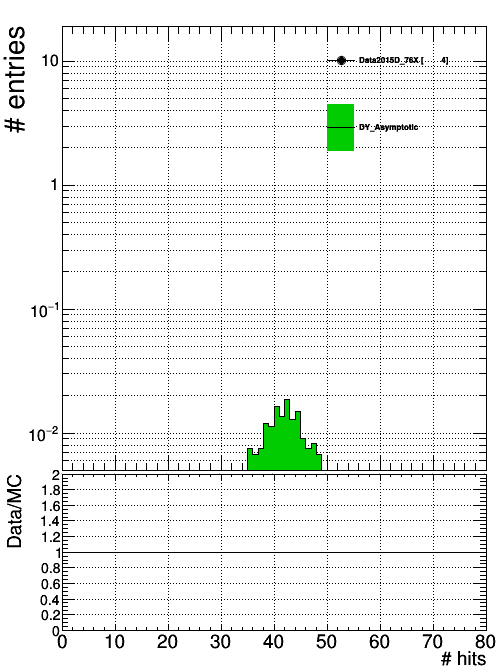 # entries
10
Data2015D_76X [ 4]
DY_Asymptotic
1
10⁻¹
10⁻²
Data/MC
2
1.8
1.6
1.4
1.2
1
0.8
0.6
0.4
0.2
0
0 10 20 30 40 50 60 70 80
# hits